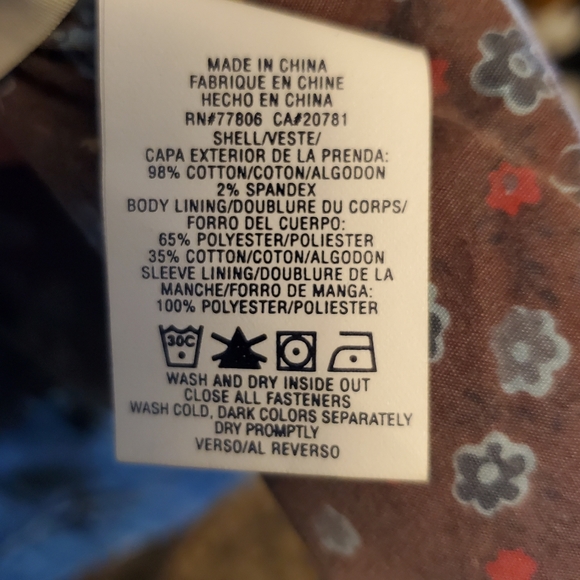 MADE IN CHINA
FABRIQUE EN CHINE
HECHO EN CHINA
RN#77806 CA#20781
SHELL/VESTE/
CAPA EXTERIOR DE LA PRENDA:
98% COTTON/COTON/ALGODON
2% SPANDEX
BODY LINING/DOUBLURE DU CORPS/
FORRO DEL CUERPO:
65% POLYESTER/POLIESTER
35% COTTON/COTON/ALGODON
SLEEVE LINING/DOUBLURE DE LA
MANCHE/FORRO DE MANGA:
100% POLYESTER/POLIESTER
30C
WASH AND DRY INSIDE OUT
CLOSE ALL FASTENERS
WASH COLD, DARK COLORS SEPARATELY
DRY PROMPTLY
VERSO/AL REVERSO